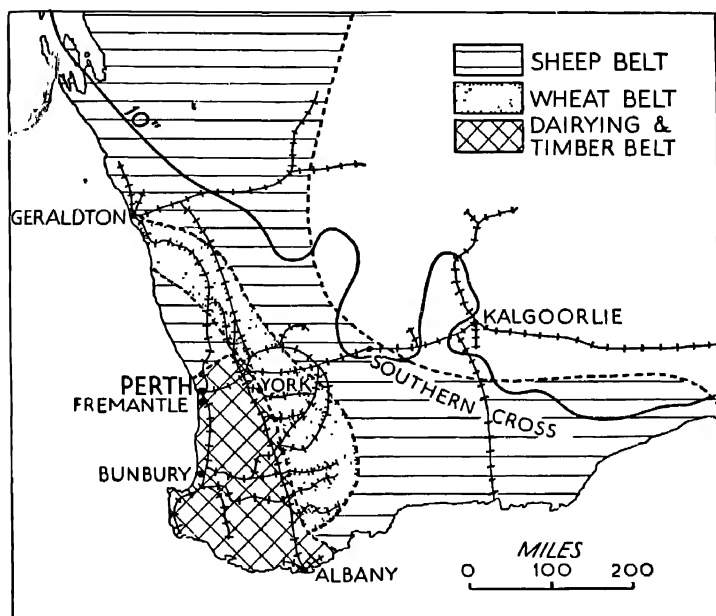 SHEEP BELT
WHEAT BELT
DAIRYING &
TIMBER BELT
10"
GERALDTON
KALGOORLIE
PERTH
FREMANTLE
YORK
SOUTHERN CROSS
BUNBURY
ALBANY
MILES
0 100 200